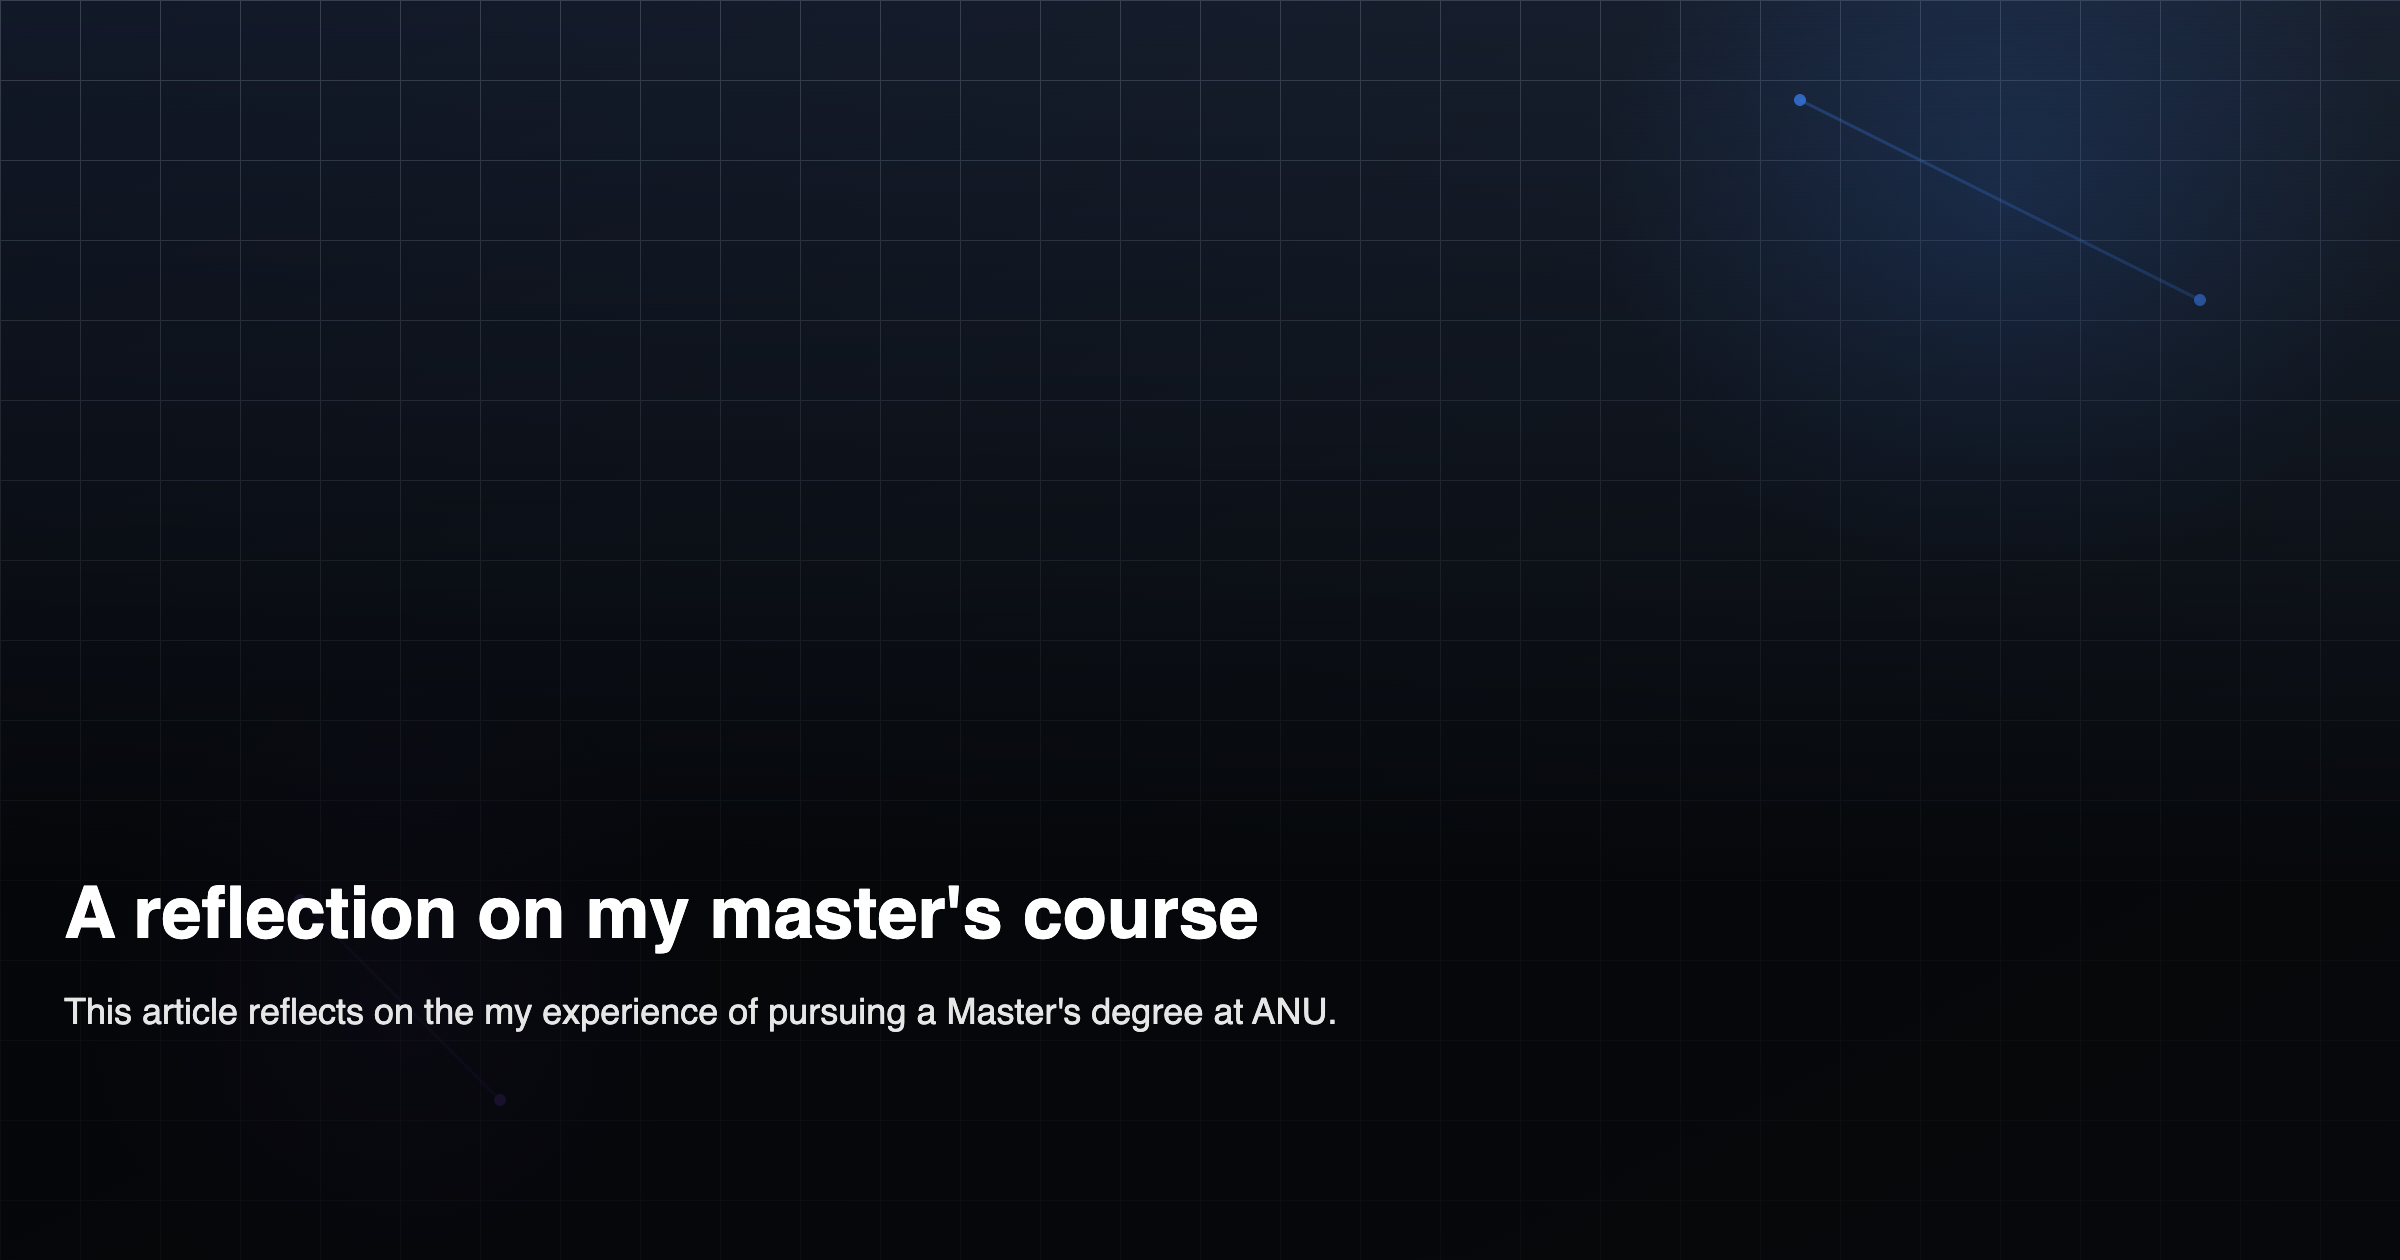 A reflection on my master's course
This article reflects on the my experience of pursuing a Master's degree at ANU.